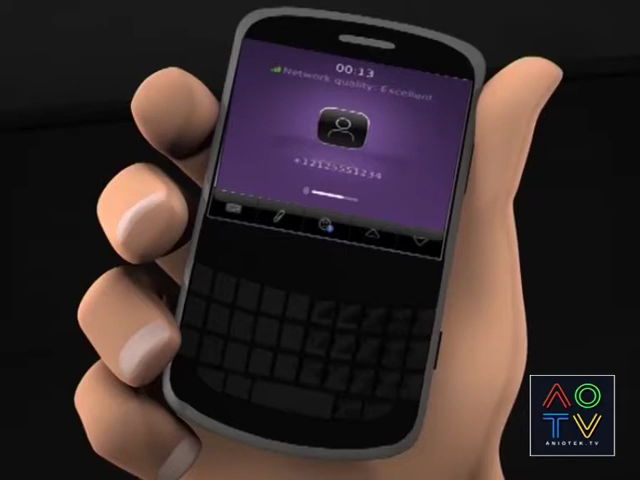 00:13
Network quality: Excellent
+12125551234
AO
TV
ANIOTEK.TV